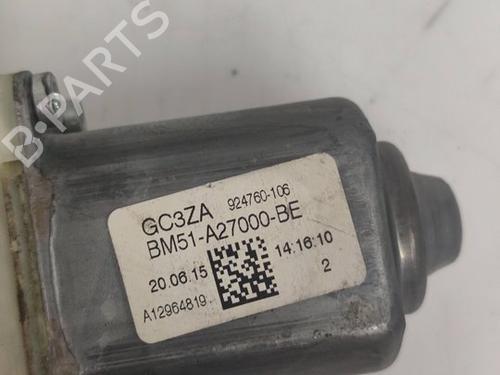 B-PARTS
GC3ZA 924760-106
BM51-A27000-BE
20.06.15 14:16:10
A12964819 2